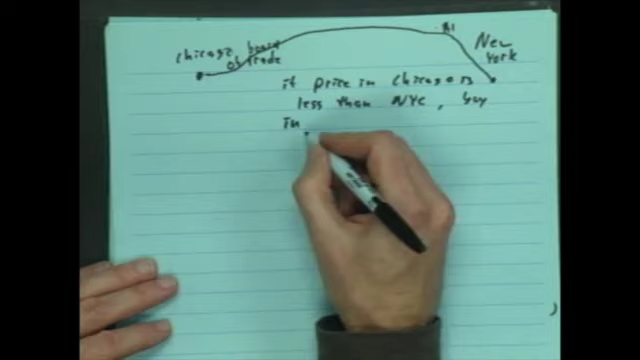 Chicago board
of trade
New
York
if price in Chicago is
less than NYC, buy
in